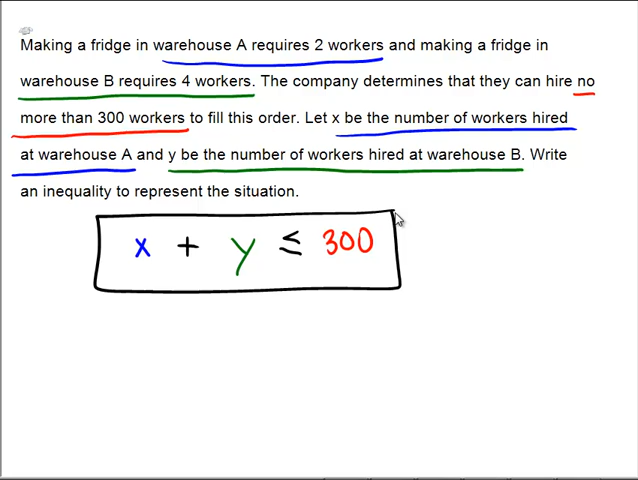 Making a fridge in warehouse A requires 2 workers and making a fridge in
warehouse B requires 4 workers. The company determines that they can hire no
more than 300 workers to fill this order. Let x be the number of workers hired
at warehouse A and y be the number of workers hired at warehouse B. Write
an inequality to represent the situation.
x + y ≤ 300